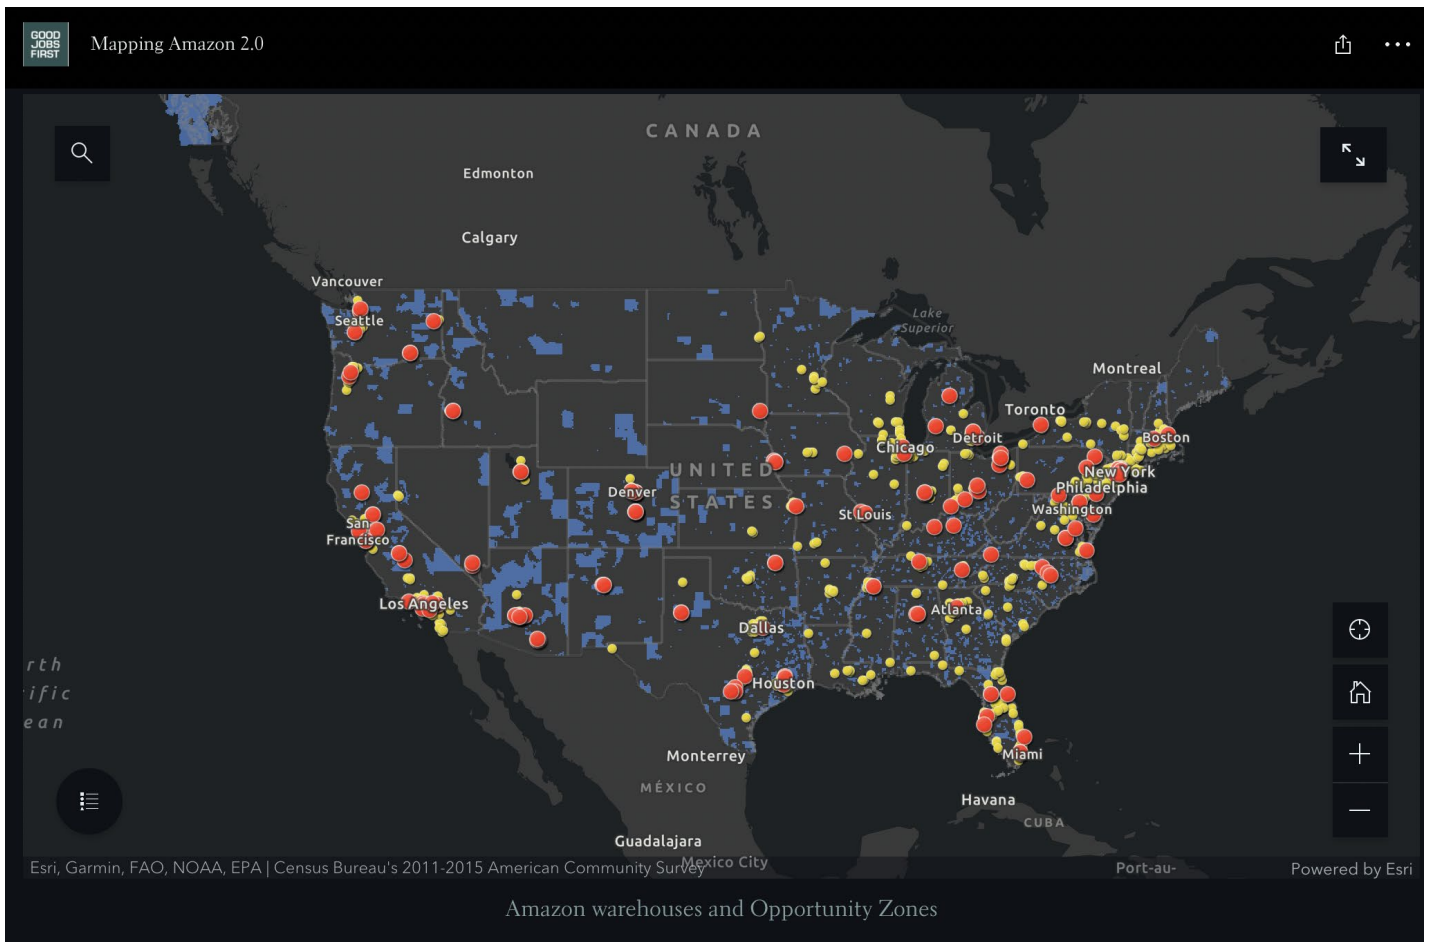 GOOD
JOBS
FIRST
Mapping Amazon 2.0
CANADA
Edmonton
Calgary
Vancouver
Seattle
Lake
Superior
Montreal
Toronto
Boston
Detroit
Chicago
UNITED
STATES
New York
Philadelphia
Washington
Denver
St Louis
San
Francisco
Los Angeles
Atlanta
Dallas
Houston
rth
ific
ean
Miami
Monterrey
MÉXICO
Havana
CUBA
Guadalajara
Mexico City
Port-au-
Esri, Garmin, FAO, NOAA, EPA | Census Bureau's 2011-2015 American Community Survey
Powered by Esri
Amazon warehouses and Opportunity Zones